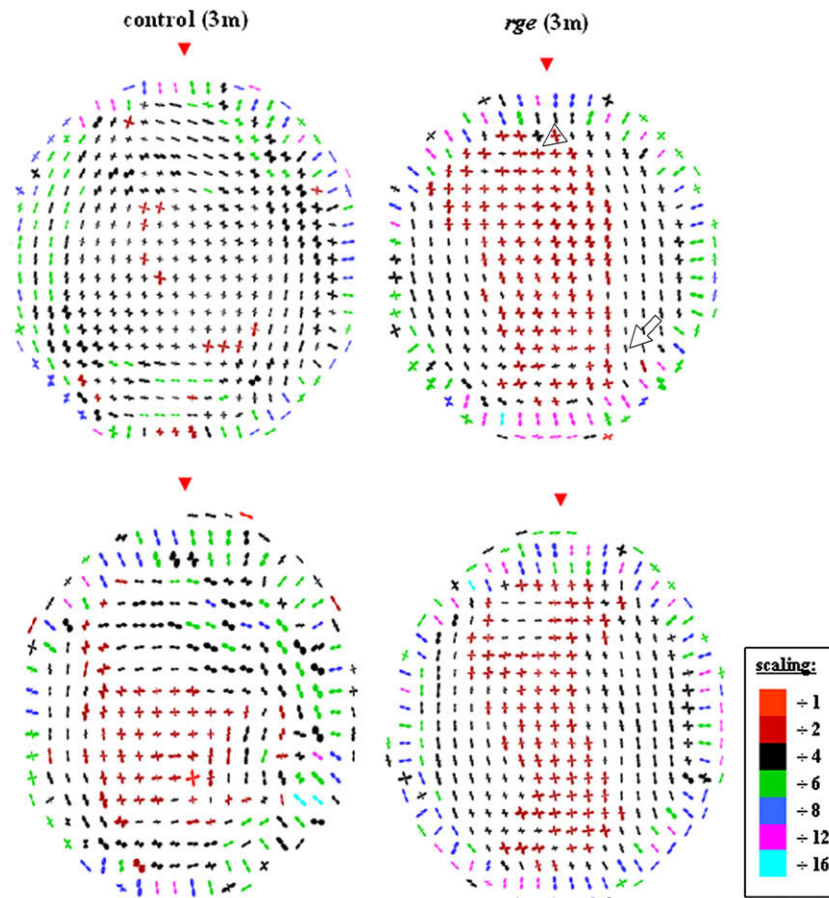 control (3m)
rge (3m)
scaling:
÷ 1
÷ 2
÷ 4
÷ 6
÷ 8
÷ 12
÷ 16